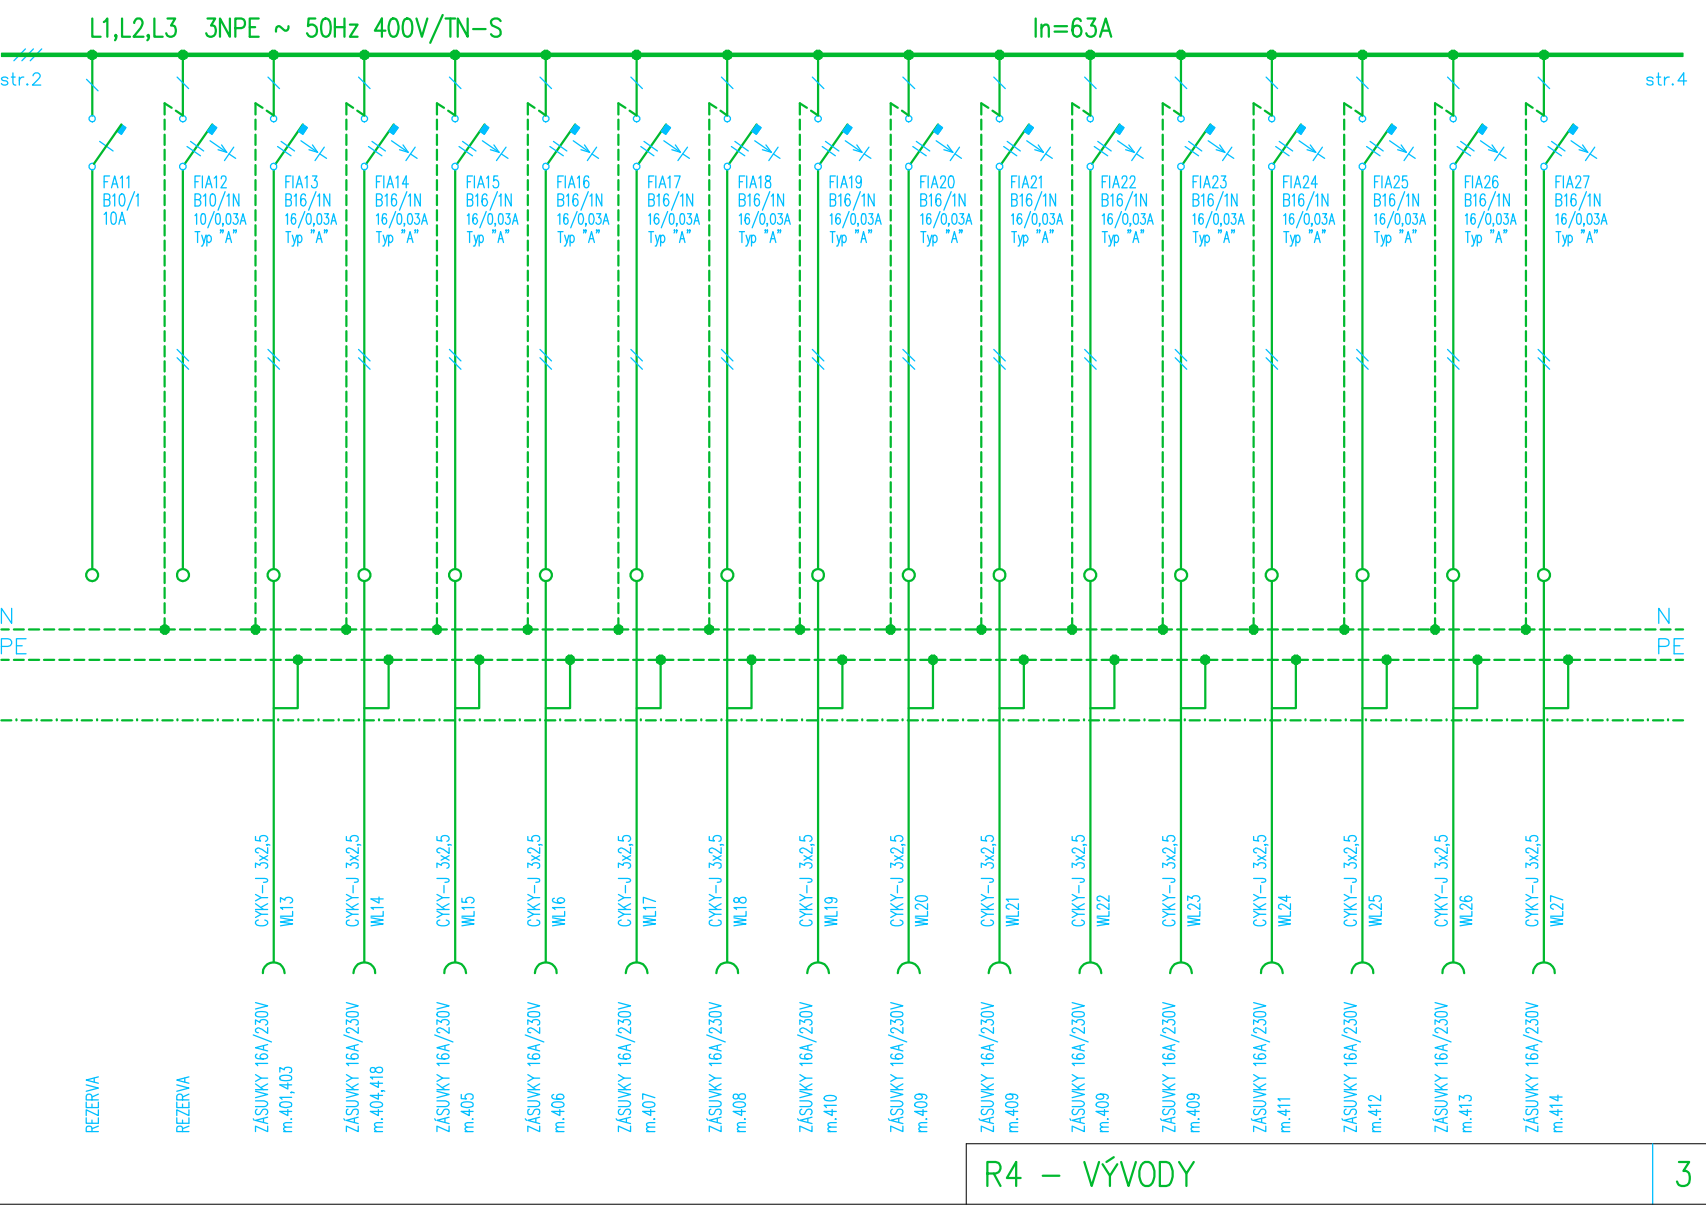 L1,L2,L3 3NPE ~ 50Hz 400V/TN-S
In=63A
str.2
str.4
FA11
B10/1
10A
FIA12
B10/1N
10/0,03A
Typ "A"
FIA13
B16/1N
16/0,03A
Typ "A"
FIA14
B16/1N
16/0,03A
Typ "A"
FIA15
B16/1N
16/0,03A
Typ "A"
FIA16
B16/1N
16/0,03A
Typ "A"
FIA17
B16/1N
16/0,03A
Typ "A"
FIA18
B16/1N
16/0,03A
Typ "A"
FIA19
B16/1N
16/0,03A
Typ "A"
FIA20
B16/1N
16/0,03A
Typ "A"
FIA21
B16/1N
16/0,03A
Typ "A"
FIA22
B16/1N
16/0,03A
Typ "A"
FIA23
B16/1N
16/0,03A
Typ "A"
FIA24
B16/1N
16/0,03A
Typ "A"
FIA25
B16/1N
16/0,03A
Typ "A"
FIA26
B16/1N
16/0,03A
Typ "A"
FIA27
B16/1N
16/0,03A
Typ "A"
N
N
PE
PE
CYKY-J 3x2,5
WL13
CYKY-J 3x2,5
WL14
CYKY-J 3x2,5
WL15
CYKY-J 3x2,5
WL16
CYKY-J 3x2,5
WL17
CYKY-J 3x2,5
WL18
CYKY-J 3x2,5
WL19
CYKY-J 3x2,5
WL20
CYKY-J 3x2,5
WL21
CYKY-J 3x2,5
WL22
CYKY-J 3x2,5
WL23
CYKY-J 3x2,5
WL24
CYKY-J 3x2,5
WL25
CYKY-J 3x2,5
WL26
CYKY-J 3x2,5
WL27
REZERVA
REZERVA
ZÁSUVKY 16A/230V
m.401,403
ZÁSUVKY 16A/230V
m.404,418
ZÁSUVKY 16A/230V
m.405
ZÁSUVKY 16A/230V
m.406
ZÁSUVKY 16A/230V
m.407
ZÁSUVKY 16A/230V
m.408
ZÁSUVKY 16A/230V
m.410
ZÁSUVKY 16A/230V
m.409
ZÁSUVKY 16A/230V
m.409
ZÁSUVKY 16A/230V
m.409
ZÁSUVKY 16A/230V
m.409
ZÁSUVKY 16A/230V
m.411
ZÁSUVKY 16A/230V
m.412
ZÁSUVKY 16A/230V
m.413
ZÁSUVKY 16A/230V
m.414
R4 - VÝVODY
3